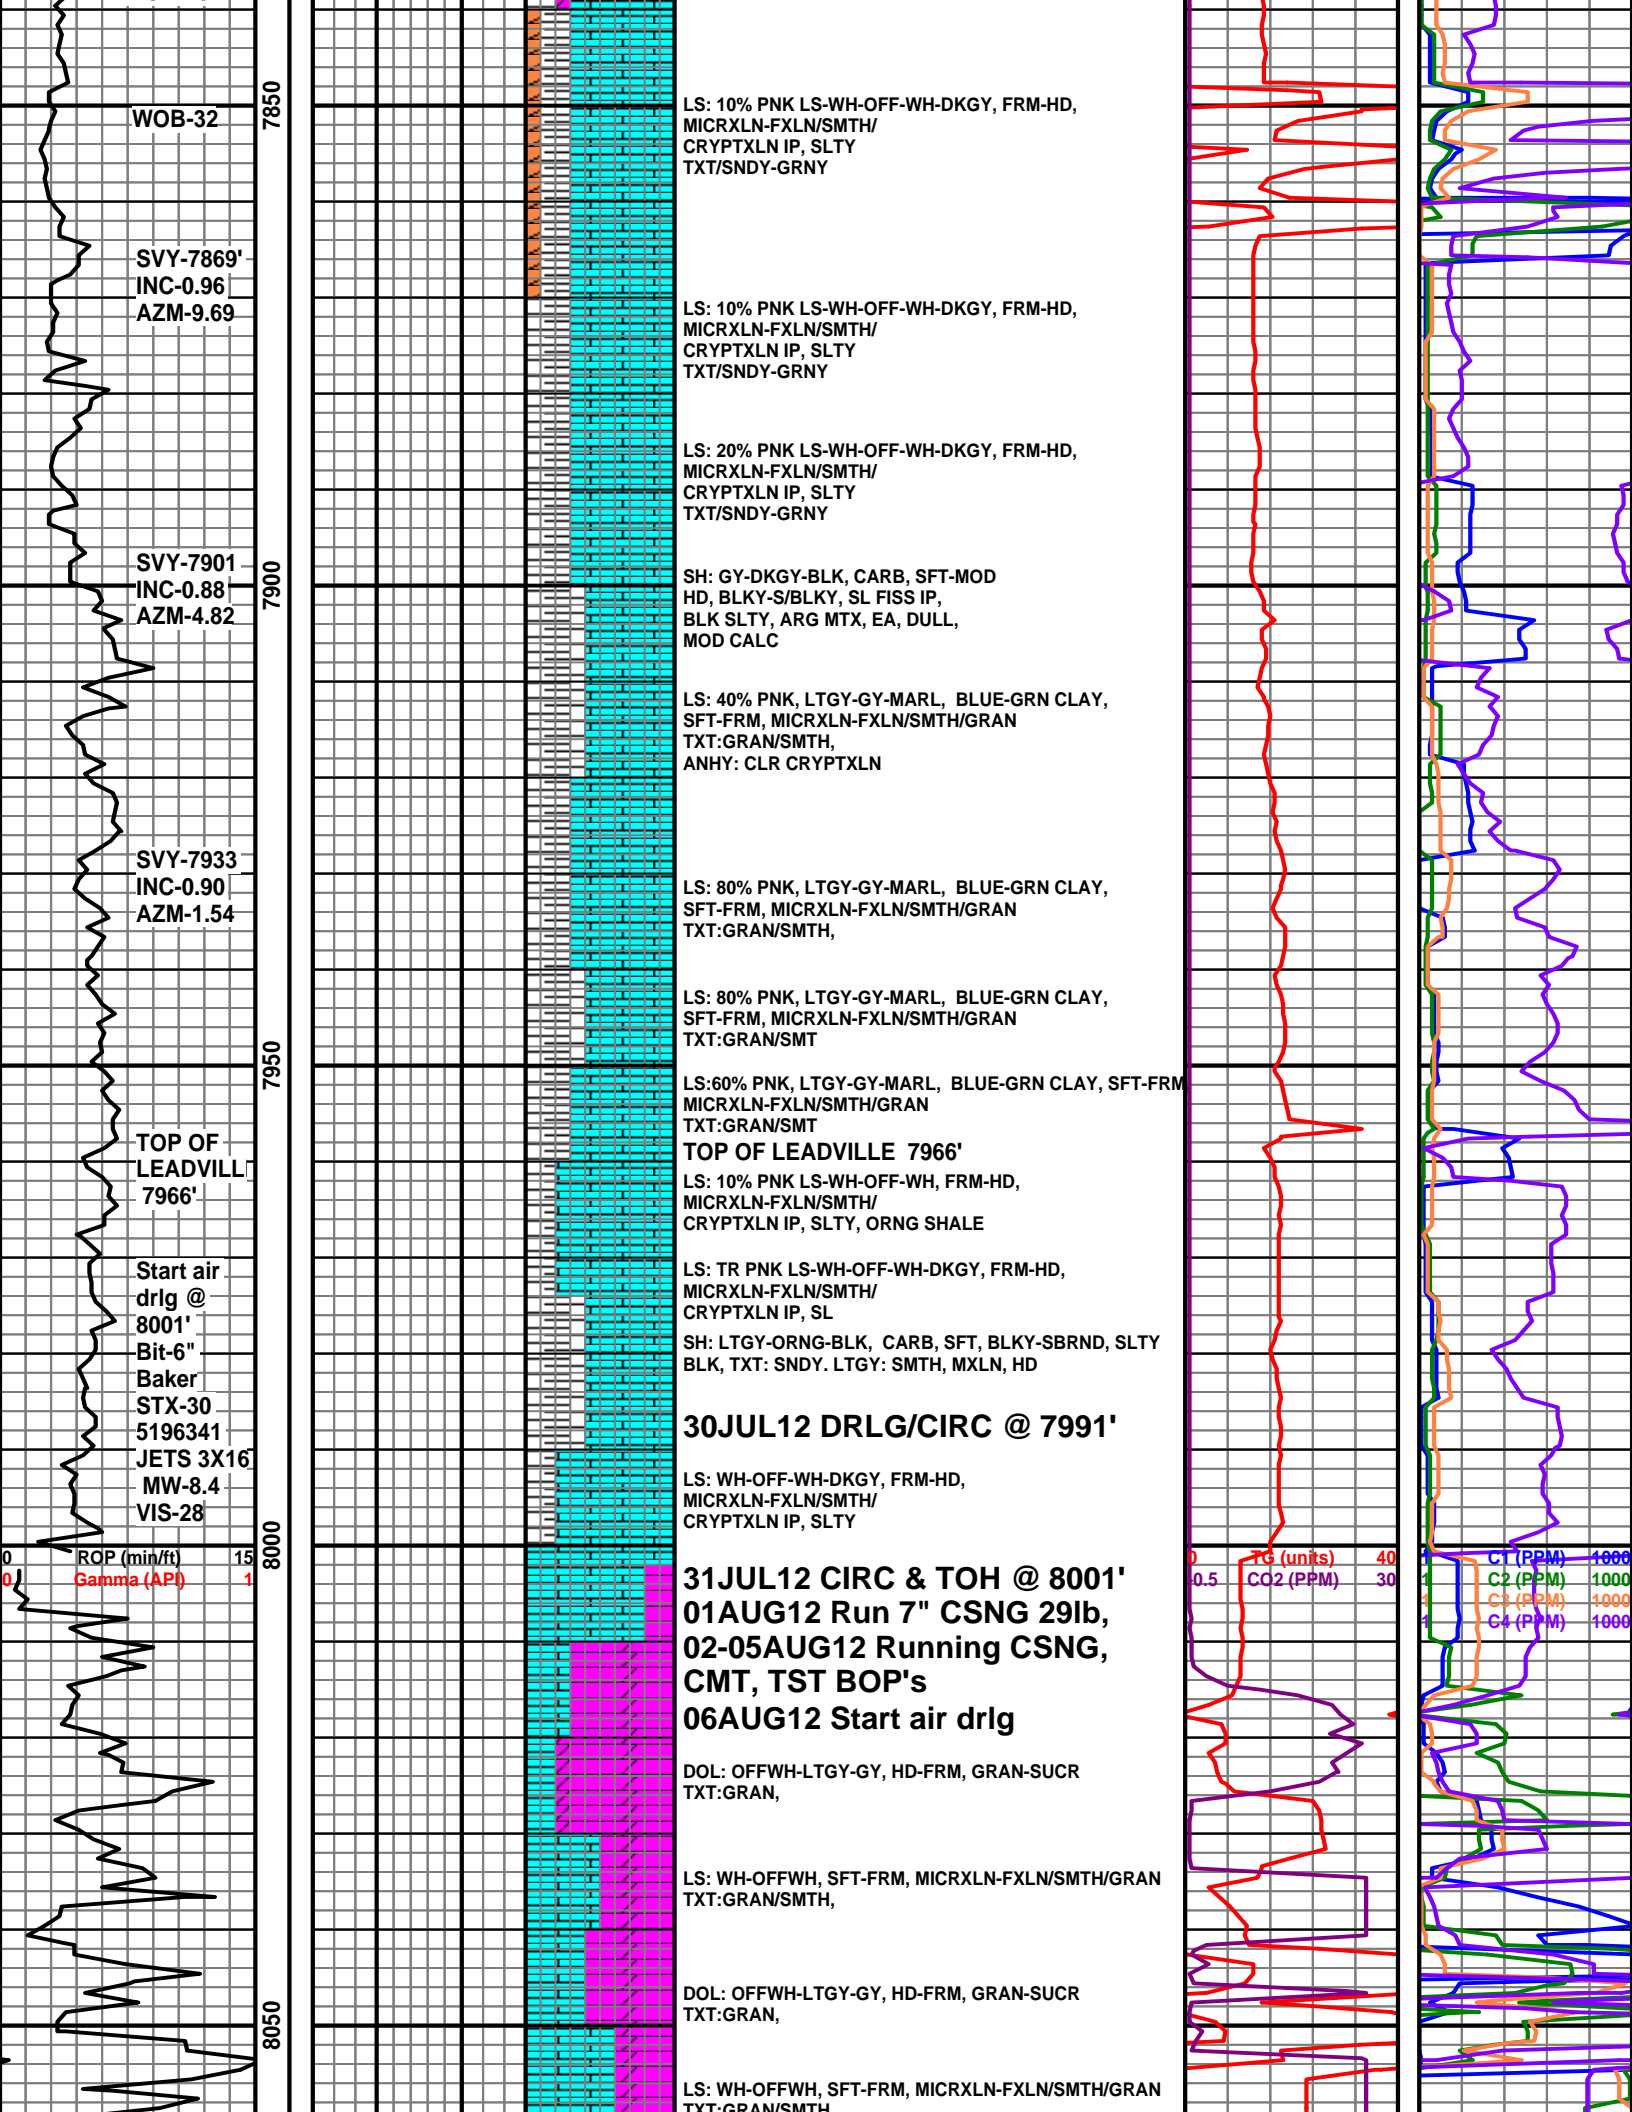 WOB-32
SVY-7869'
INC-0.96
AZM-9.69
SVY-7901
INC-0.88
AZM-4.82
SVY-7933
INC-0.90
AZM-1.54
TOP OF
LEADVILL
7966'
Start air
drlg @
8001'
Bit-6"
Baker
STX-30
5196341
JETS 3X16
MW-8.4
VIS-28
0 ROP (min/ft) 15
0 Gamma (API) 1
7850
7900
7950
8000
8050
LS: 10% PNK LS-WH-OFF-WH-DKGY, FRM-HD,
MICRXLN-FXLN/SMTH/
CRYPTXLN IP, SLTY
TXT/SNDY-GRNY
LS: 10% PNK LS-WH-OFF-WH-DKGY, FRM-HD,
MICRXLN-FXLN/SMTH/
CRYPTXLN IP, SLTY
TXT/SNDY-GRNY
LS: 20% PNK LS-WH-OFF-WH-DKGY, FRM-HD,
MICRXLN-FXLN/SMTH/
CRYPTXLN IP, SLTY
TXT/SNDY-GRNY
SH: GY-DKGY-BLK, CARB, SFT-MOD
HD, BLKY-S/BLKY, SL FISS IP,
BLK SLTY, ARG MTX, EA, DULL,
MOD CALC
LS: 40% PNK, LTGY-GY-MARL, BLUE-GRN CLAY,
SFT-FRM, MICRXLN-FXLN/SMTH/GRAN
TXT:GRAN/SMTH,
ANHY: CLR CRYPTXLN
LS: 80% PNK, LTGY-GY-MARL, BLUE-GRN CLAY,
SFT-FRM, MICRXLN-FXLN/SMTH/GRAN
TXT:GRAN/SMTH,
LS: 80% PNK, LTGY-GY-MARL, BLUE-GRN CLAY,
SFT-FRM, MICRXLN-FXLN/SMTH/GRAN
TXT:GRAN/SMT
LS:60% PNK, LTGY-GY-MARL, BLUE-GRN CLAY, SFT-FRM
MICRXLN-FXLN/SMTH/GRAN
TXT:GRAN/SMT
TOP OF LEADVILLE 7966'
LS: 10% PNK LS-WH-OFF-WH, FRM-HD,
MICRXLN-FXLN/SMTH/
CRYPTXLN IP, SLTY, ORNG SHALE
LS: TR PNK LS-WH-OFF-WH-DKGY, FRM-HD,
MICRXLN-FXLN/SMTH/
CRYPTXLN IP, SL
SH: LTGY-ORNG-BLK, CARB, SFT, BLKY-SBRND, SLTY
BLK, TXT: SNDY. LTGY: SMTH, MXLN, HD
30JUL12 DRLG/CIRC @ 7991'
LS: WH-OFF-WH-DKGY, FRM-HD,
MICRXLN-FXLN/SMTH/
CRYPTXLN IP, SLTY
31JUL12 CIRC & TOH @ 8001'
01AUG12 Run 7" CSNG 29lb,
02-05AUG12 Running CSNG,
CMT, TST BOP's
06AUG12 Start air drlg
DOL: OFFWH-LTGY-GY, HD-FRM, GRAN-SUCR
TXT:GRAN,
LS: WH-OFFWH, SFT-FRM, MICRXLN-FXLN/SMTH/GRAN
TXT:GRAN/SMTH,
DOL: OFFWH-LTGY-GY, HD-FRM, GRAN-SUCR
TXT:GRAN,
LS: WH-OFFWH, SFT-FRM, MICRXLN-FXLN/SMTH/GRAN
TXT:GRAN/SMTH
0 TG (units) 40
-0.5 CO2 (PPM) 30
1 C1 (PPM) 1000
1 C2 (PPM) 1000
1 C3 (PPM) 1000
1 C4 (PPM) 1000